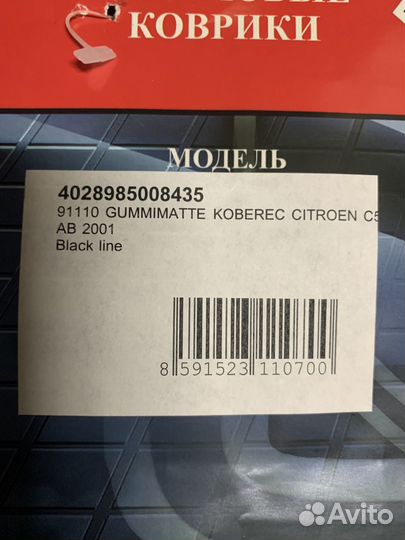 КОВРИКИ
МОДЕЛЬ
4028985008435
91110 GUMMIMATTE KOBEREC CITROEN C5
AB 2001
Black line
8 591523 110700
Avito